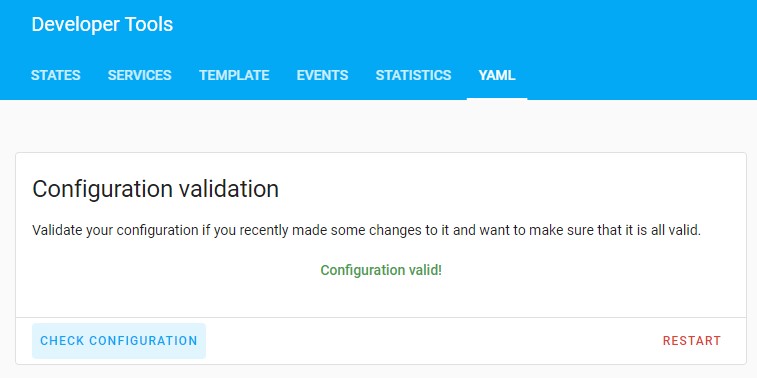 Developer Tools
STATES SERVICES TEMPLATE EVENTS STATISTICS YAML
Configuration validation
Validate your configuration if you recently made some changes to it and want to make sure that it is all valid.
Configuration valid!
CHECK CONFIGURATION RESTART